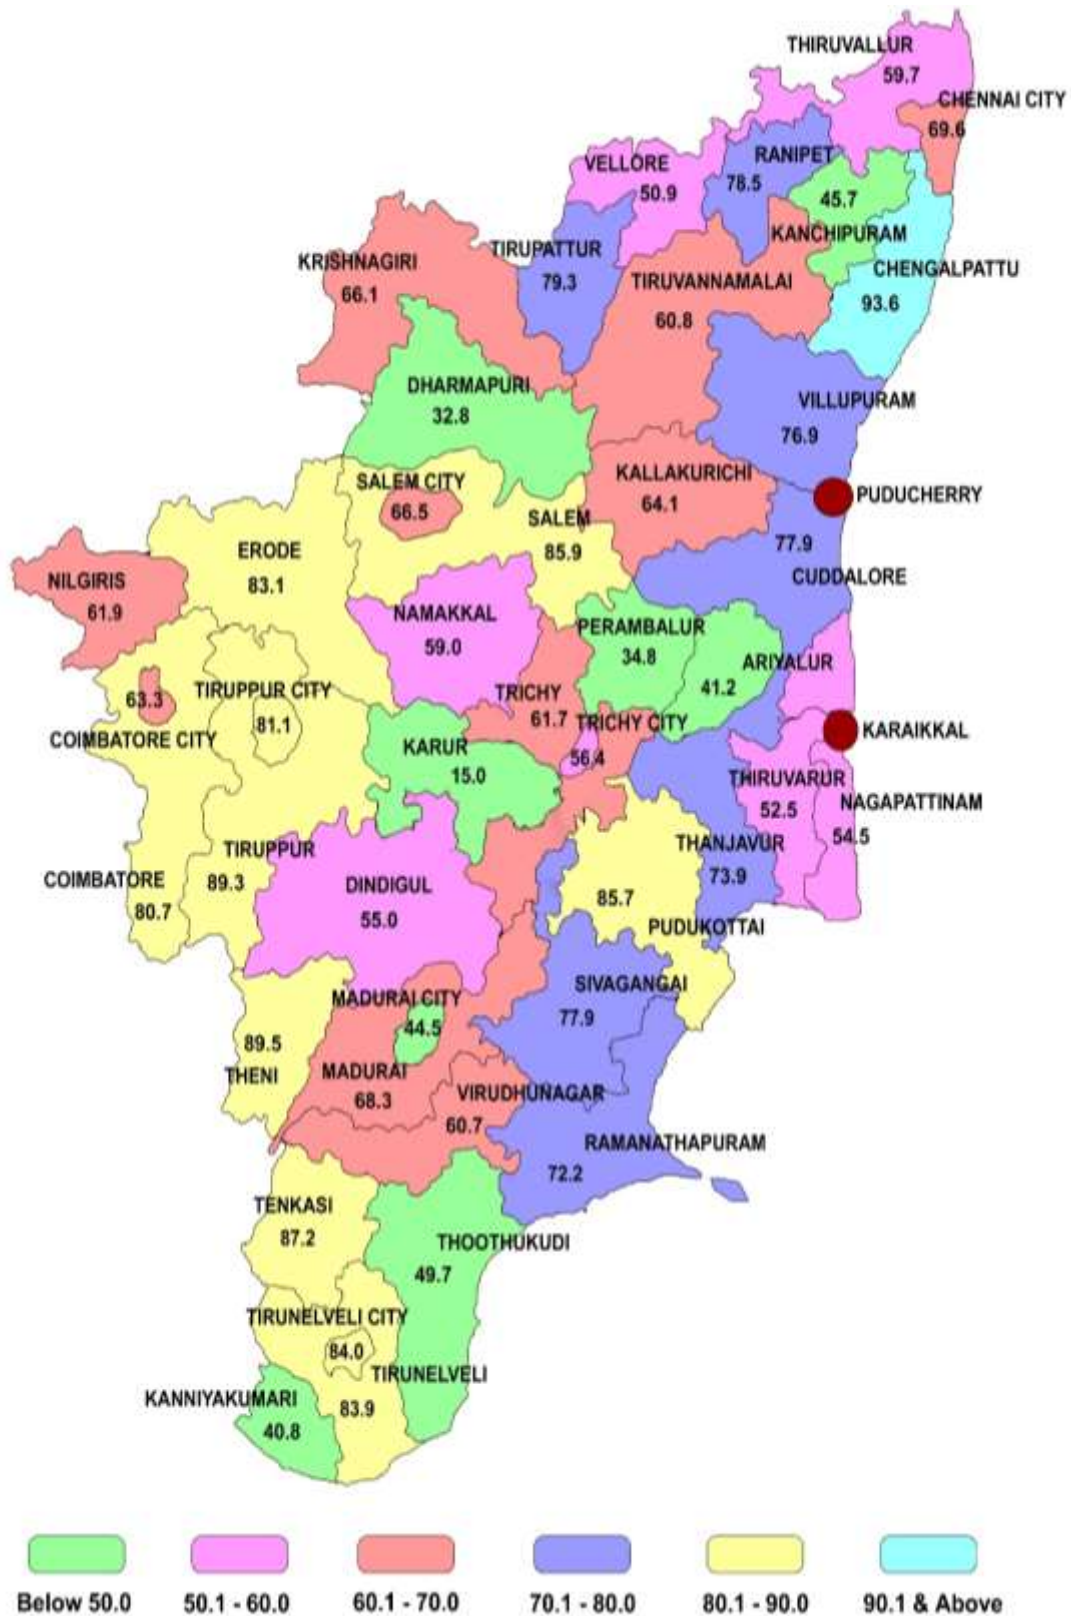 THIRUVALLUR
59.7
CHENNAI CITY
69.6
VELLORE
50.9
RANIPET
78.5
45.7
KANCHIPURAM
CHENGALPATTU
93.6
KRISHNAGIRI
66.1
TIRUPATTUR
79.3
TIRUVANNAMALAI
60.8
DHARMAPURI
32.8
VILLUPURAM
76.9
SALEM CITY
66.5
KALLAKURICHI
64.1
PUDUCHERRY
SALEM
85.9
77.9
CUDDALORE
ERODE
83.1
NILGIRIS
61.9
NAMAKKAL
59.0
PERAMBALUR
34.8
ARIYALUR
41.2
63.3
COIMBATORE CITY
TIRUPPUR CITY
81.1
TRICHY
61.7
TRICHY CITY
56.4
KARUR
15.0
KARAIKKAL
THIRUVARUR
52.5
NAGAPATTINAM
54.5
THANJAVUR
73.9
COIMBATORE
80.7
TIRUPPUR
89.3
DINDIGUL
55.0
85.7
PUDUKOTTAI
SIVAGANGAI
77.9
MADURAI CITY
44.5
89.5
THENI
MADURAI
68.3
VIRUDHUNAGAR
60.7
RAMANATHAPURAM
72.2
TENKASI
87.2
THOOTHUKUDI
49.7
TIRUNELVELI CITY
84.0
TIRUNELVELI
83.9
KANNIYAKUMARI
40.8
Below 50.0
50.1 - 60.0
60.1 - 70.0
70.1 - 80.0
80.1 - 90.0
90.1 & Above